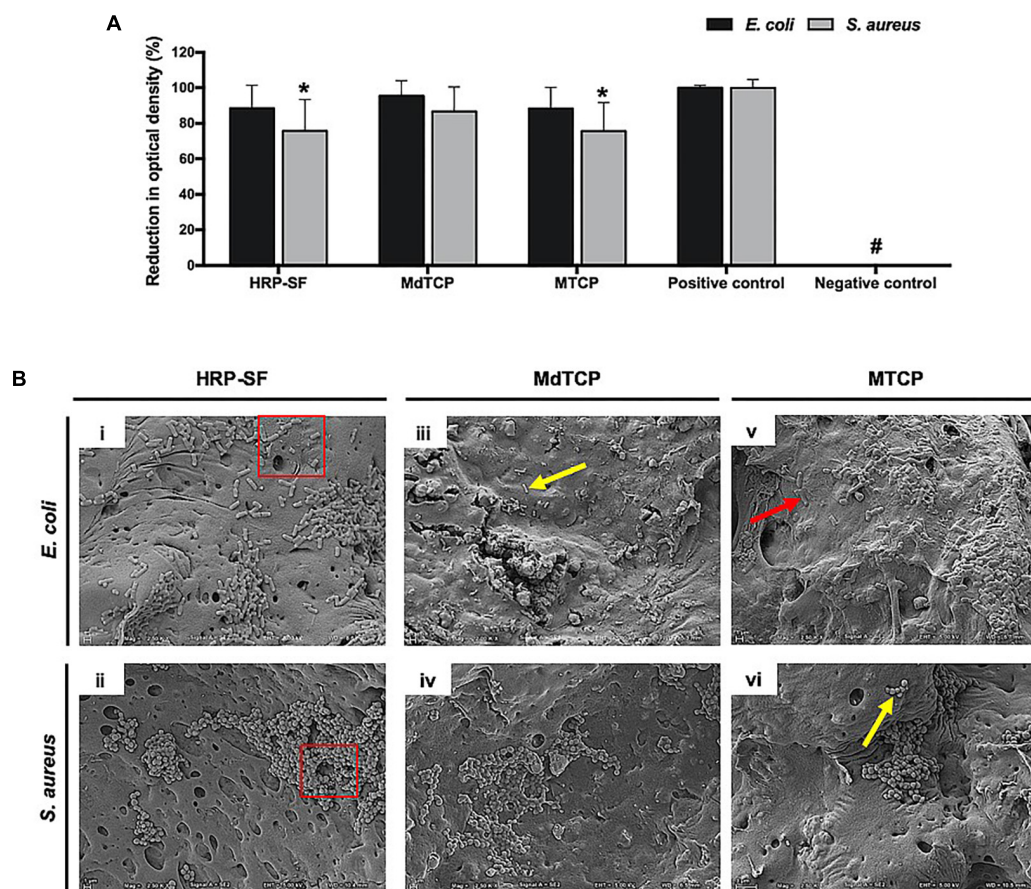 A
E. coli S. aureus
Reduction in optical density (%)
120
100
80
60
40
20
0
* * #
HRP-SF MdTCP MTCP Positive control Negative control
B
HRP-SF MdTCP MTCP
E. coli
i iii v
S. aureus
ii iv vi